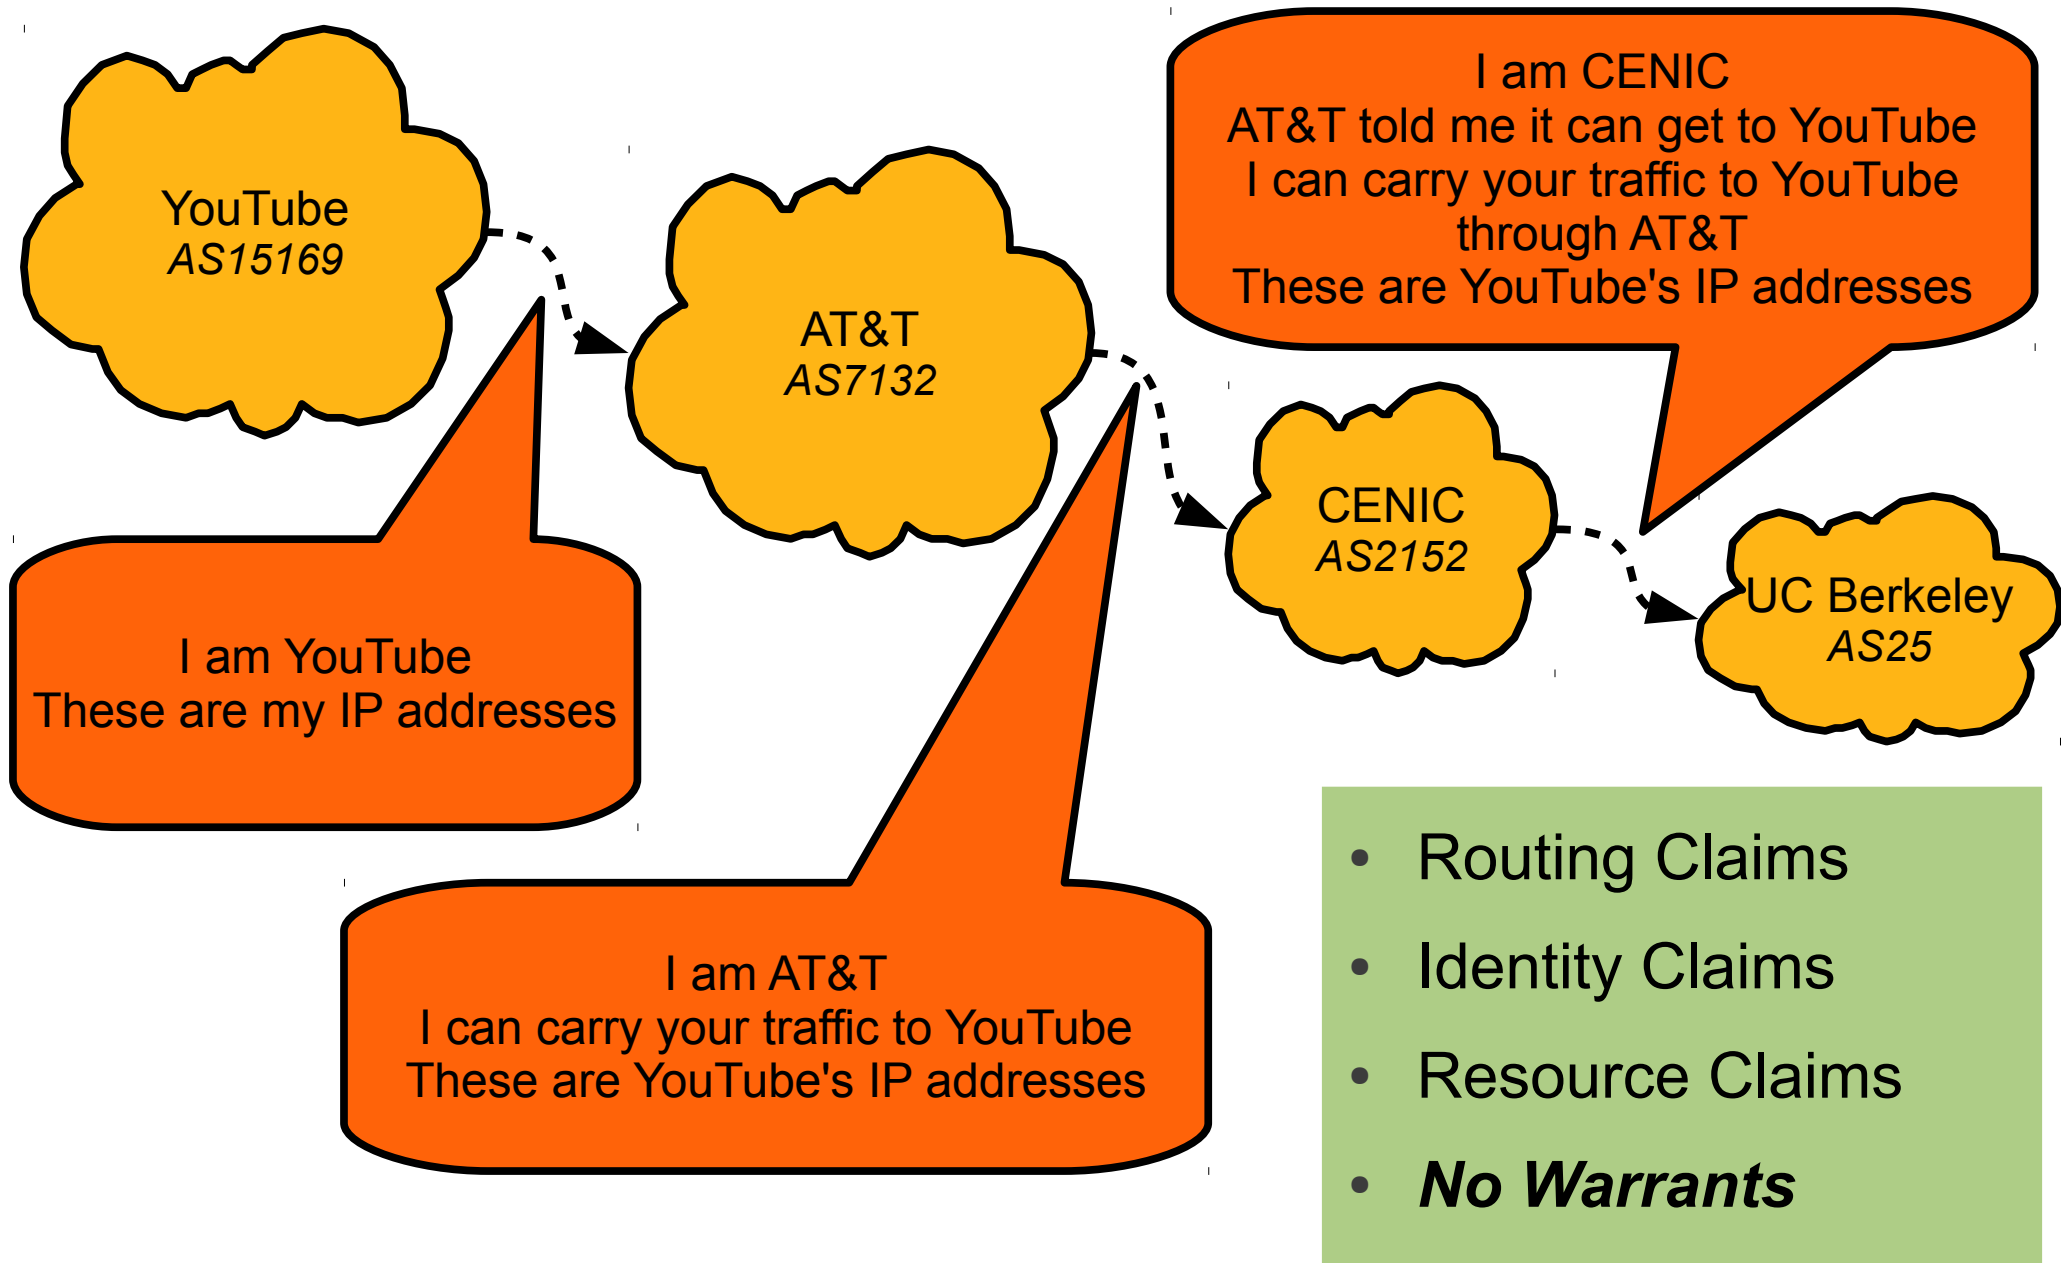 I am CENIC
AT&T told me it can get to YouTube
I can carry your traffic to YouTube
through AT&T
These are YouTube's IP addresses
YouTube
AS15169
AT&T
AS7132
CENIC
AS2152
UC Berkeley
AS25
I am YouTube
These are my IP addresses
I am AT&T
I can carry your traffic to YouTube
These are YouTube's IP addresses
• Routing Claims
• Identity Claims
• Resource Claims
• No Warrants